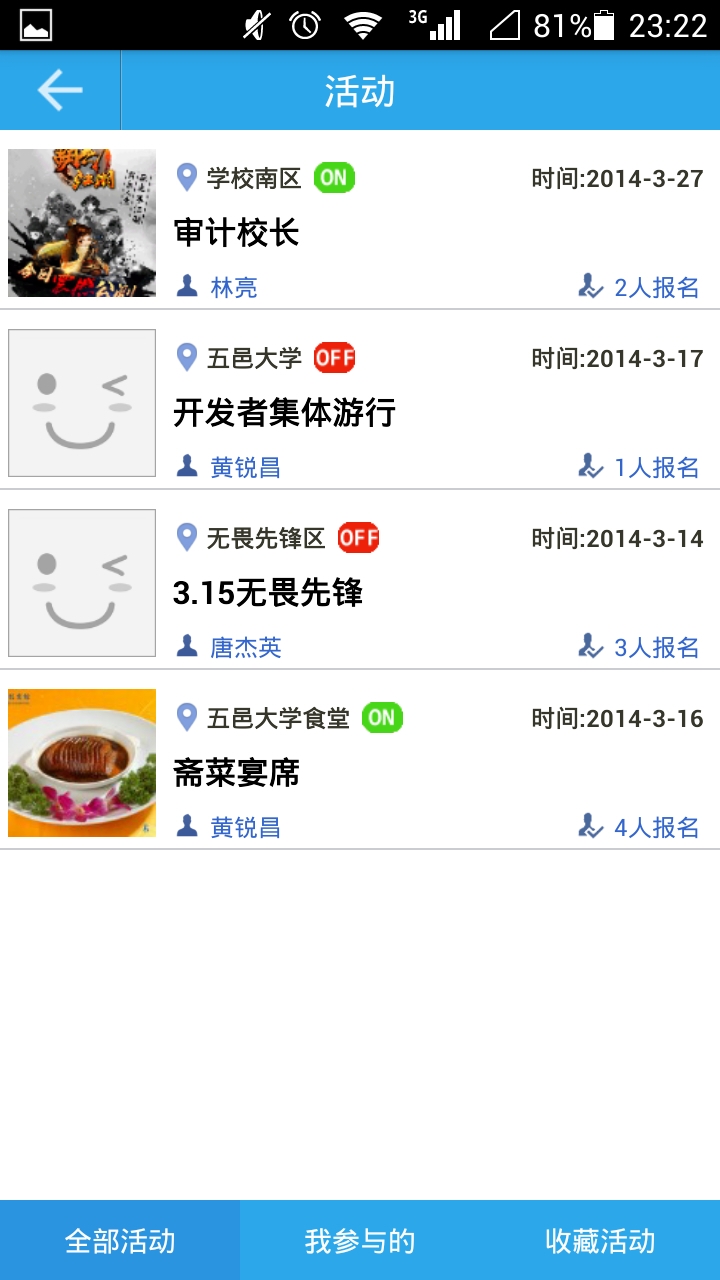 3G 81% 23:22
活动
学校南区 ON 时间:2014-3-27
审计校长
林亮 2人报名
五邑大学 OFF 时间:2014-3-17
开发者集体游行
黄锐昌 1人报名
无畏先锋区 OFF 时间:2014-3-14
3.15无畏先锋
唐杰英 3人报名
五邑大学食堂 ON 时间:2014-3-16
斋菜宴席
黄锐昌 4人报名
全部活动 我参与的 收藏活动